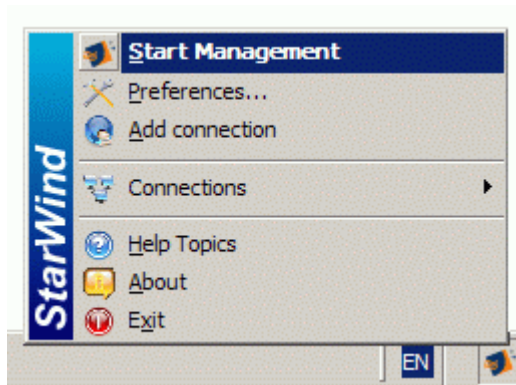 StarWind
Start Management
Preferences...
Add connection
Connections
Help Topics
About
Exit
EN